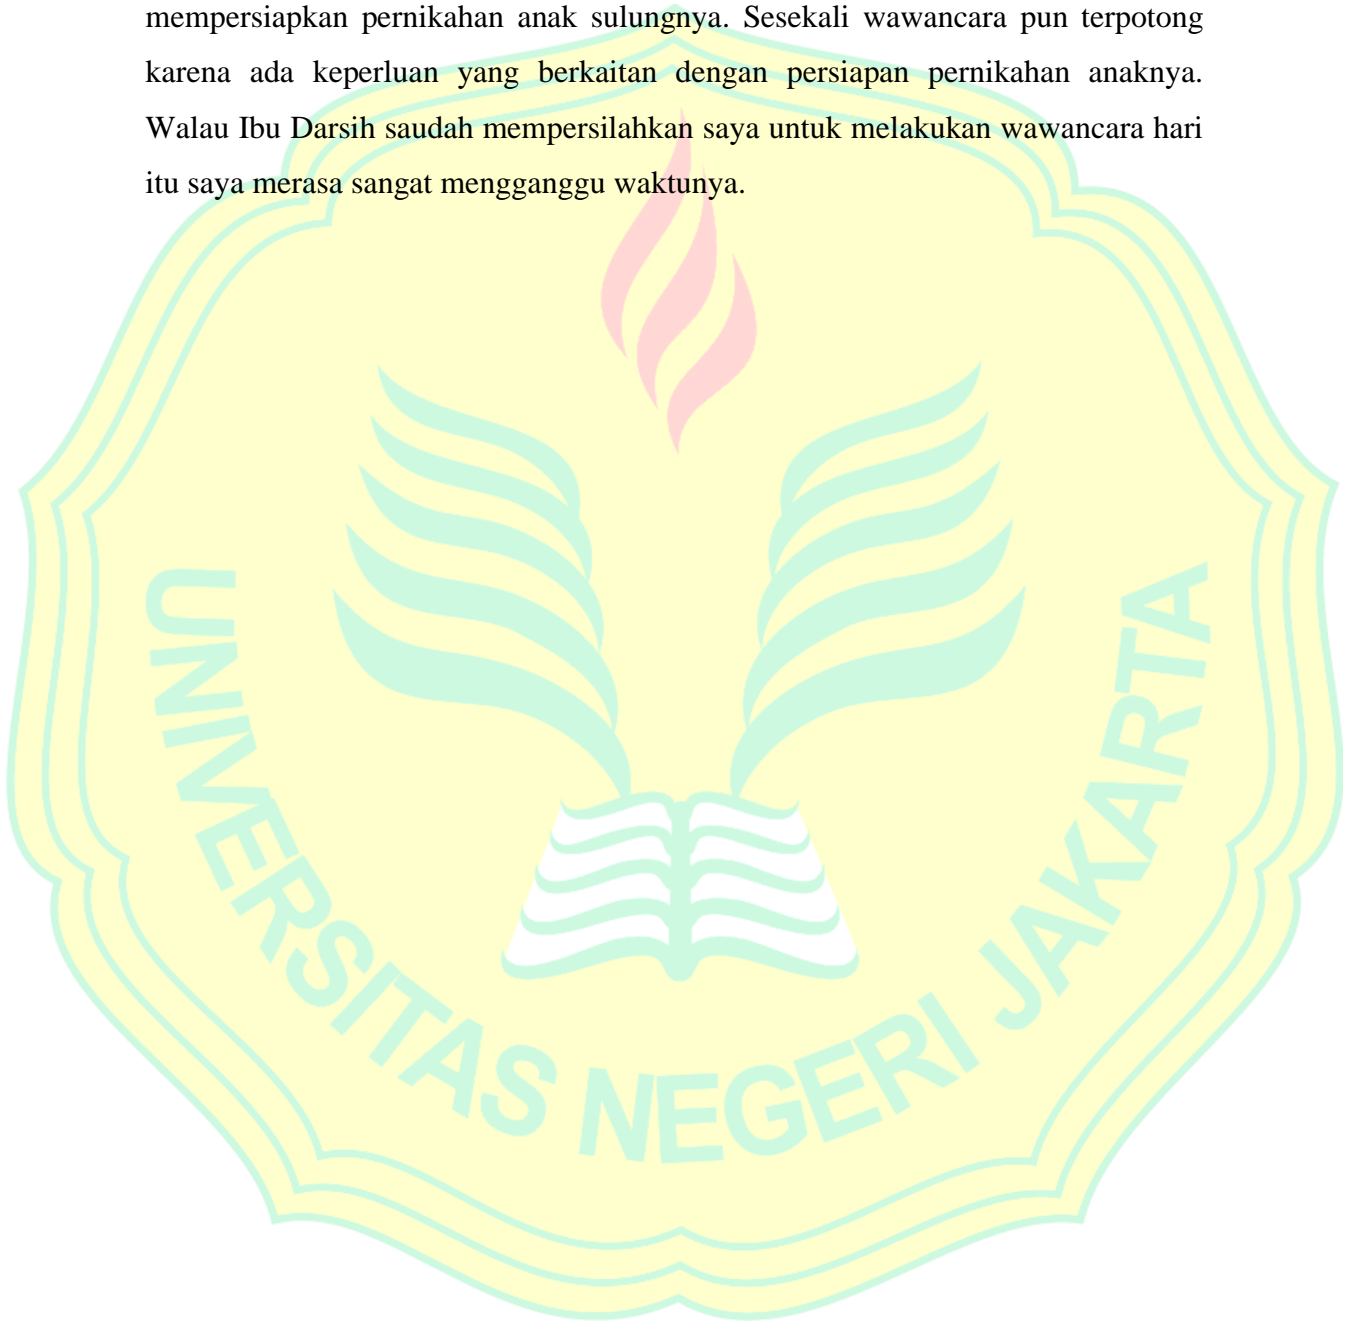 mempersiapkan pernikahan anak sulungnya. Sesekali wawancara pun terpotong
karena ada keperluan yang berkaitan dengan persiapan pernikahan anaknya.
Walau Ibu Darsih saudah mempersilahkan saya untuk melakukan wawancara hari
itu saya merasa sangat mengganggu waktunya.
UNIVERSITAS NEGERI JAKARTA